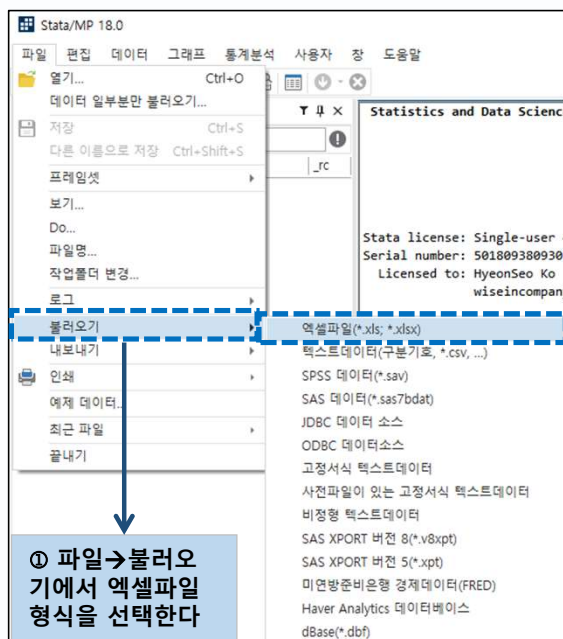 Stata/MP 18.0
파일 편집 데이터 그래프 통계분석 사용자 창 도움말
열기... Ctrl+O
데이터 일부분만 불러오기...
저장 Ctrl+S
다른 이름으로 저장 Ctrl+Shift+S
프레임셋
보기...
Do...
파일명...
작업폴더 변경...
로그
불러오기
내보내기
인쇄
예제 데이터...
최근 파일
끝내기
_rc
Statistics and Data Scienc
Stata license: Single-user
Serial number: 501809380930
Licensed to: HyeonSeo Ko
wiseincompan
엑셀파일(*.xls; *.xlsx)
텍스트데이터(구분기호, *.csv, ...)
SPSS 데이터(*.sav)
SAS 데이터(*.sas7bdat)
JDBC 데이터 소스
ODBC 데이터소스
고정서식 텍스트데이터
사전파일이 있는 고정서식 텍스트데이터
비정형 텍스트데이터
SAS XPORT 버전 8(*.v8xpt)
SAS XPORT 버전 5(*.xpt)
미연방준비은행 경제데이터(FRED)
Haver Analytics 데이터베이스
dBase(*.dbf)
① 파일→불러오
기에서 엑셀파일
형식을 선택한다